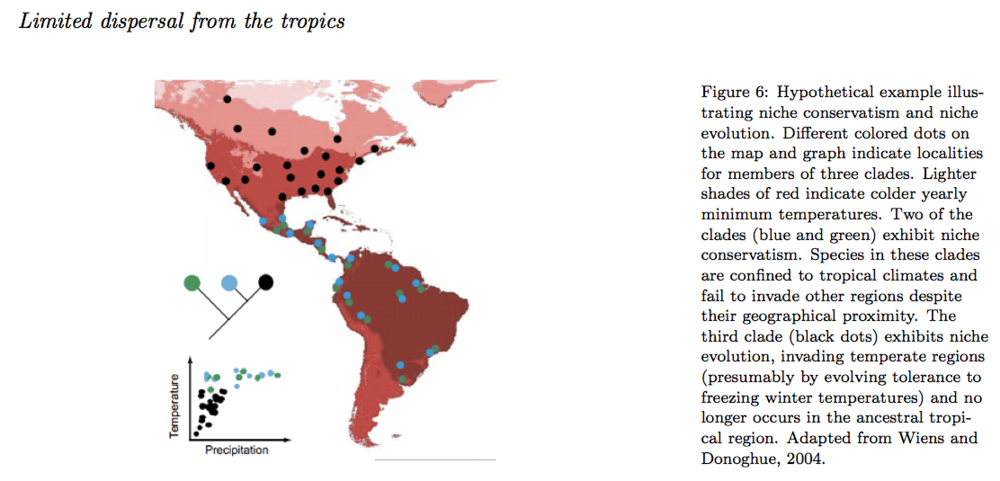 Limited dispersal from the tropics
Temperature
Precipitation
Figure 6: Hypothetical example illus-
trating niche conservatism and niche
evolution. Different colored dots on
the map and graph indicate localities
for members of three clades. Lighter
shades of red indicate colder yearly
minimum temperatures. Two of the
clades (blue and green) exhibit niche
conservatism. Species in these clades
are confined to tropical climates and
fail to invade other regions despite
their geographical proximity. The
third clade (black dots) exhibits niche
evolution, invading temperate regions
(presumably by evolving tolerance to
freezing winter temperatures) and no
longer occurs in the ancestral tropi-
cal region. Adapted from Wiens and
Donoghue, 2004.